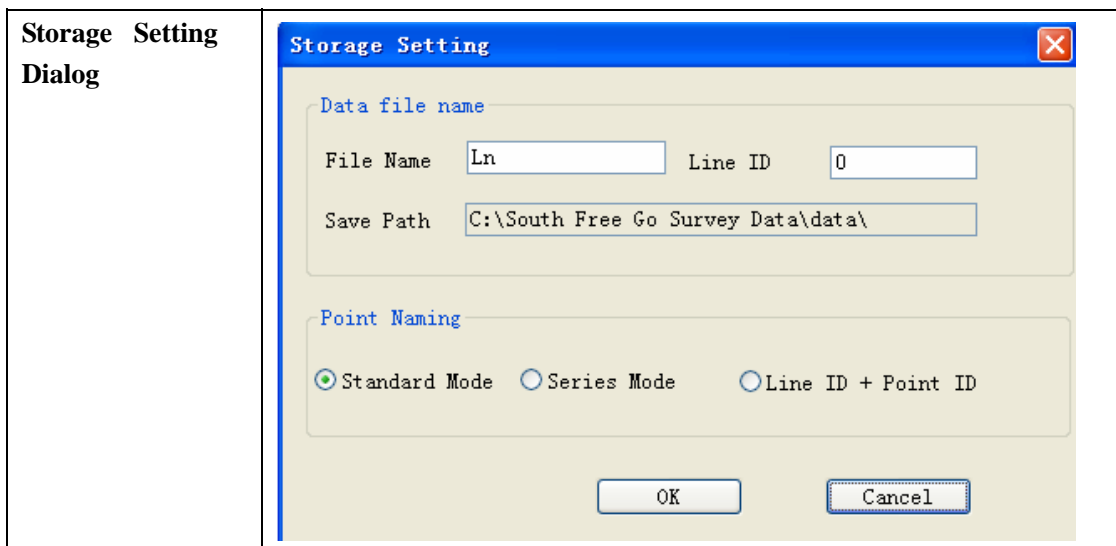 Storage Setting
Dialog
Storage Setting
Data file name
File Name Ln Line ID 0
Save Path C:\South Free Go Survey Data\data\
Point Naming
Standard Mode Series Mode Line ID + Point ID
OK Cancel